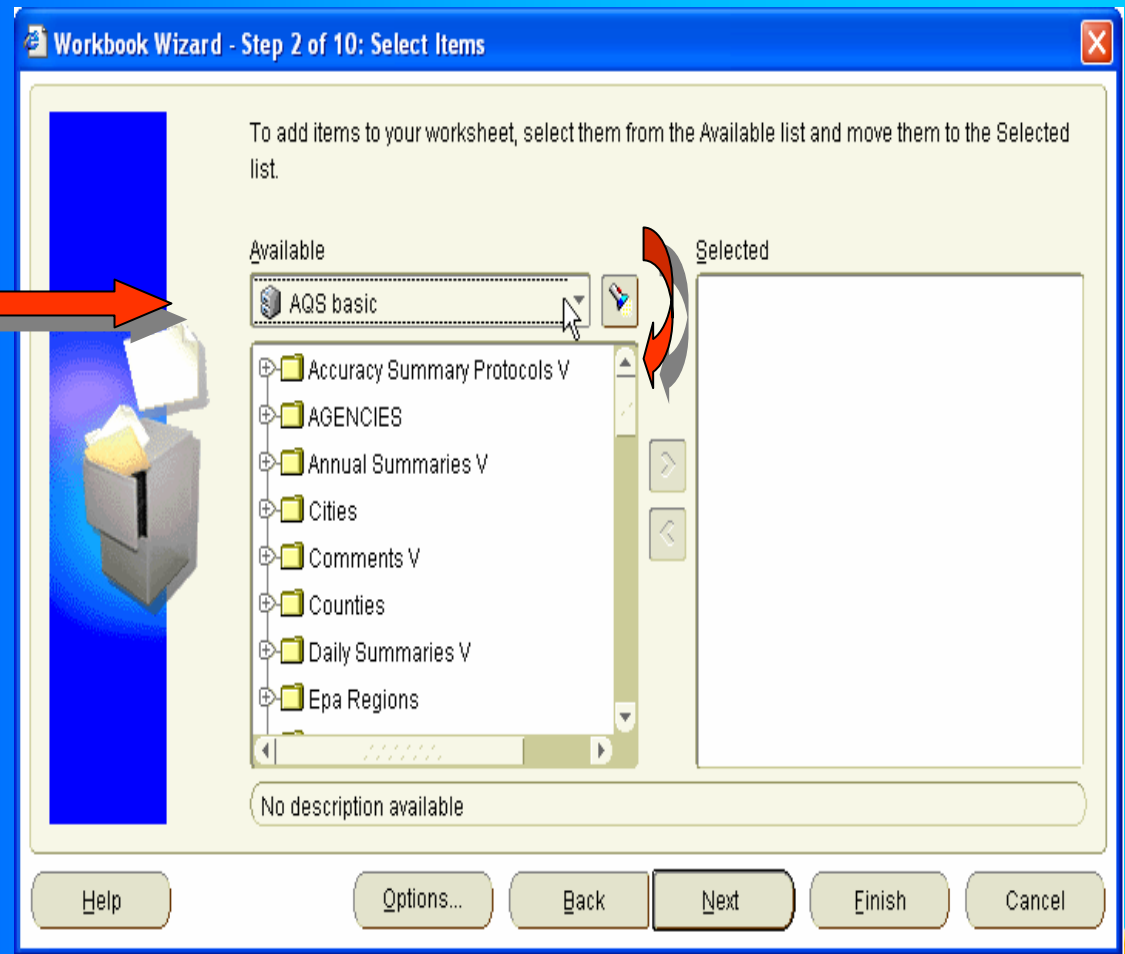 Workbook Wizard - Step 2 of 10: Select Items
To add items to your worksheet, select them from the Available list and move them to the Selected
list.
Available
Selected
AQS basic
Accuracy Summary Protocols V
AGENCIES
Annual Summaries V
Cities
Comments V
Counties
Daily Summaries V
Epa Regions
No description available
Help
Options...
Back
Next
Finish
Cancel